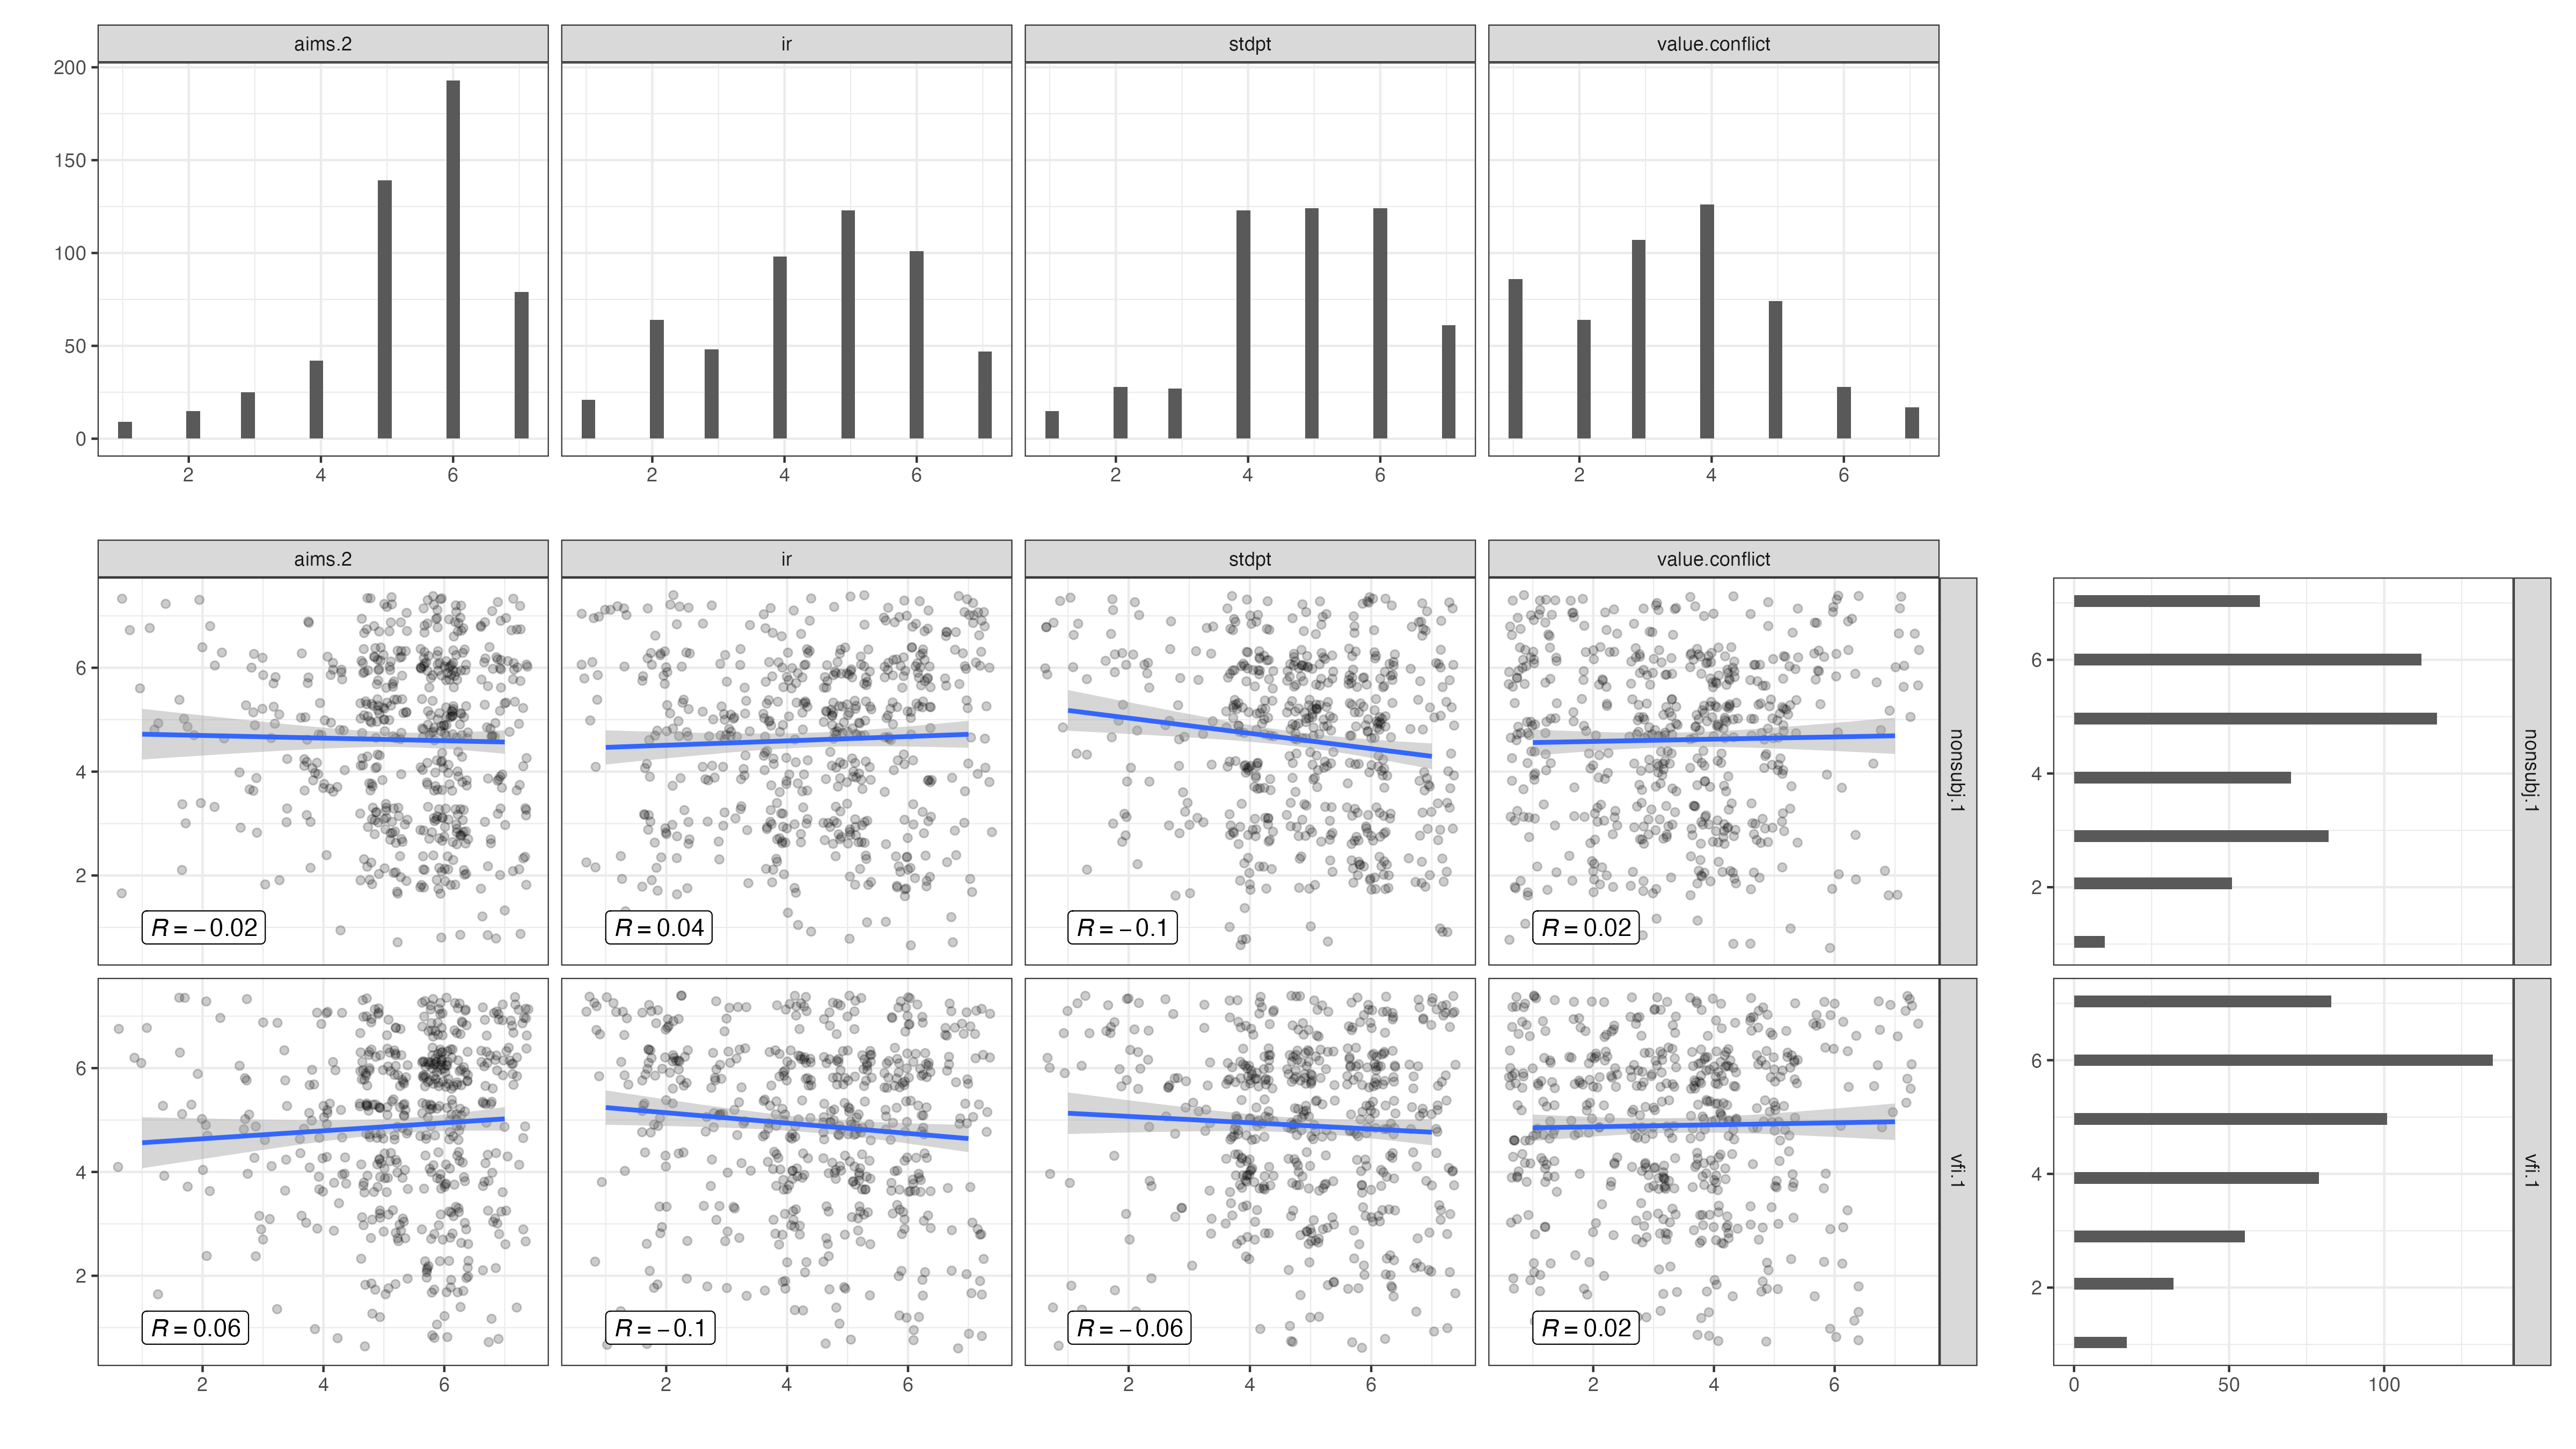 aims.2 ir stdpt value.conflict
200
150
100
50
0
2 4 6 2 4 6 2 4 6 2 4 6
aims.2 ir stdpt value.conflict
6
4
2
R = −0.02 R = 0.04 R = −0.1 R = 0.02
nonsubj.1
6
4
2
nonsubj.1
6
4
2
R = 0.06 R = −0.1 R = −0.06 R = 0.02
vfi.1
6
4
2
vfi.1
2 4 6 2 4 6 2 4 6 2 4 6 0 50 100